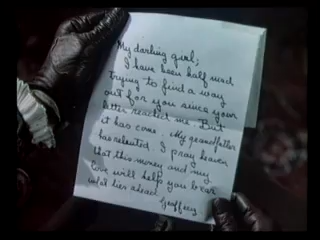 My darling girl;
I have been half mad
trying to find a way
out for you since your
letter reached me. But
it has come. My grandfather
has relented. I pray heaven
that this money and my
love will help you bear
what lies ahead.
Geoffrey